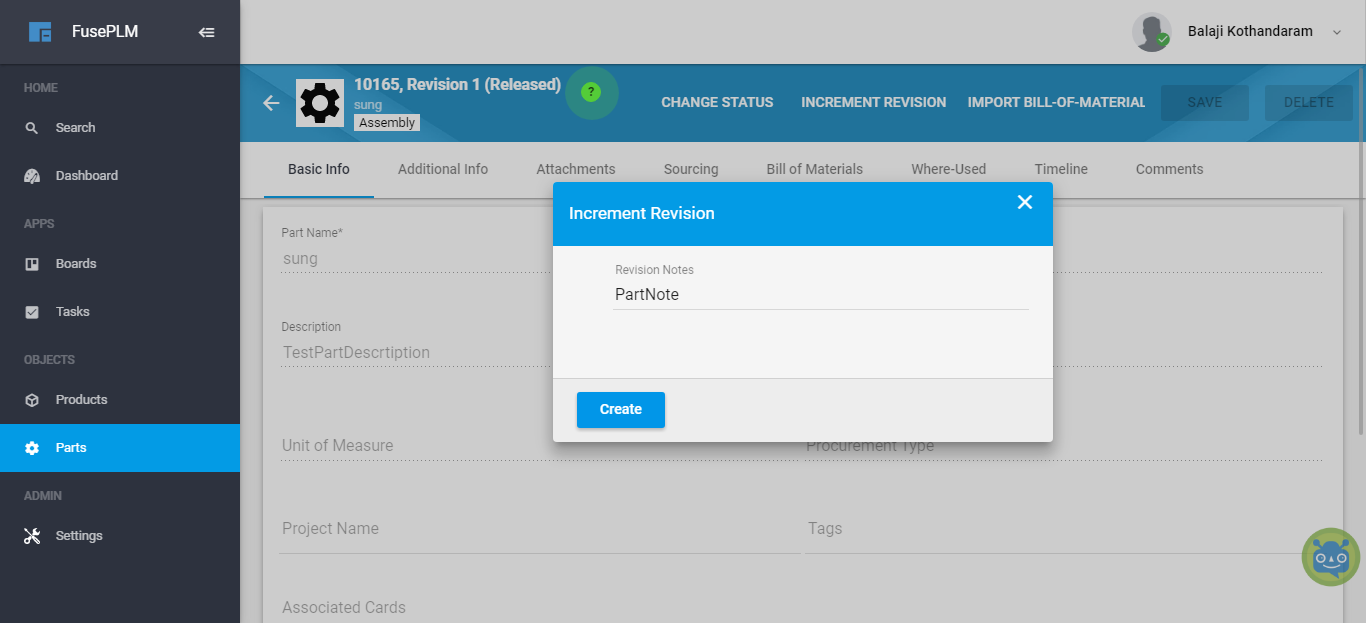 FusePLM
Balaji Kothandaram
HOME
Search
Dashboard
APPS
Boards
Tasks
OBJECTS
Products
Parts
ADMIN
Settings
10165, Revision 1 (Released)
sung
Assembly
?
CHANGE STATUS INCREMENT REVISION IMPORT BILL-OF-MATERIAL SAVE DELETE
Basic Info Additional Info Attachments Sourcing Bill of Materials Where-Used Timeline Comments
Increment Revision
Revision Notes
PartNote
Create
Part Name*
sung
Description
TestPartDescrtiption
Unit of Measure Procurement Type
Project Name Tags
Associated Cards